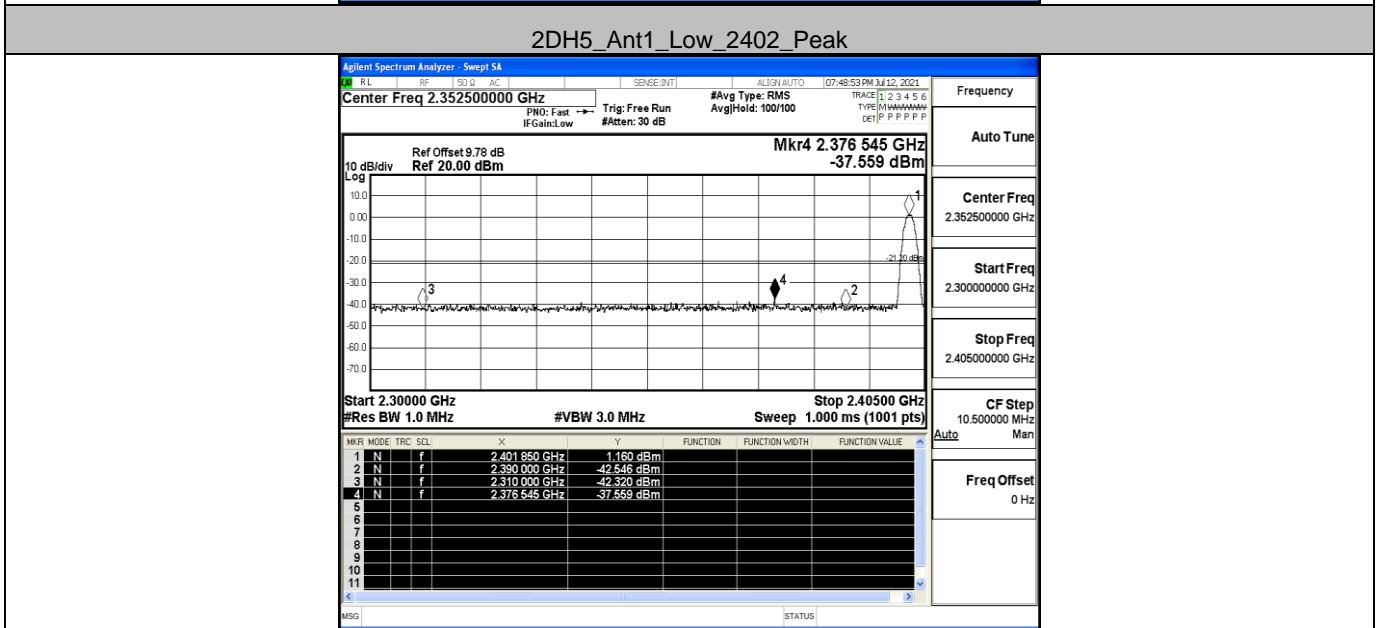 2DH5_Ant1_Low_2402_Peak
Agilent Spectrum Analyzer - Swept SA
RL RF 50 Ω AC SENSE:INT ALIGN AUTO 07:48:53 PM Jul 12, 2021
Center Freq 2.352500000 GHz
PNO: Fast
IFGain:Low
Trig: Free Run
#Atten: 30 dB
#Avg Type: RMS
Avg|Hold: 100/100
TRACE 1 2 3 4 5 6
TYPE M WWWWW
DET P P P P P P
Ref Offset 9.78 dB
Ref 20.00 dBm
10 dB/div
Log
Mkr4 2.376 545 GHz
-37.559 dBm
10.0
0.00
-10.0
-20.0
-30.0
-40.0
-50.0
-60.0
-70.0
1
-21.20 dBm
3
4
2
Start 2.30000 GHz
Stop 2.40500 GHz
#Res BW 1.0 MHz
#VBW 3.0 MHz
Sweep 1.000 ms (1001 pts)
MKR MODE TRC SCL X Y FUNCTION FUNCTION WIDTH FUNCTION VALUE
1 N f 2.401 850 GHz 1.160 dBm
2 N f 2.390 000 GHz -42.546 dBm
3 N f 2.310 000 GHz -42.320 dBm
4 N f 2.376 545 GHz -37.559 dBm
5
6
7
8
9
10
11
MSG
STATUS
Frequency
Auto Tune
Center Freq
2.352500000 GHz
Start Freq
2.300000000 GHz
Stop Freq
2.405000000 GHz
CF Step
10.500000 MHz
Auto Man
Freq Offset
0 Hz